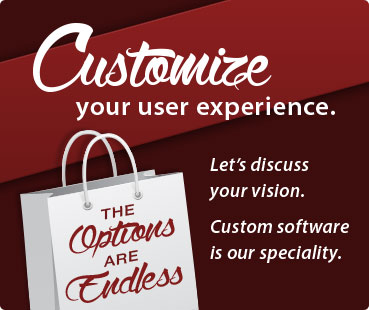 Customize
your user experience.
Let's discuss
your vision.
Custom software
is our speciality.
THE
Options
ARE
Endless